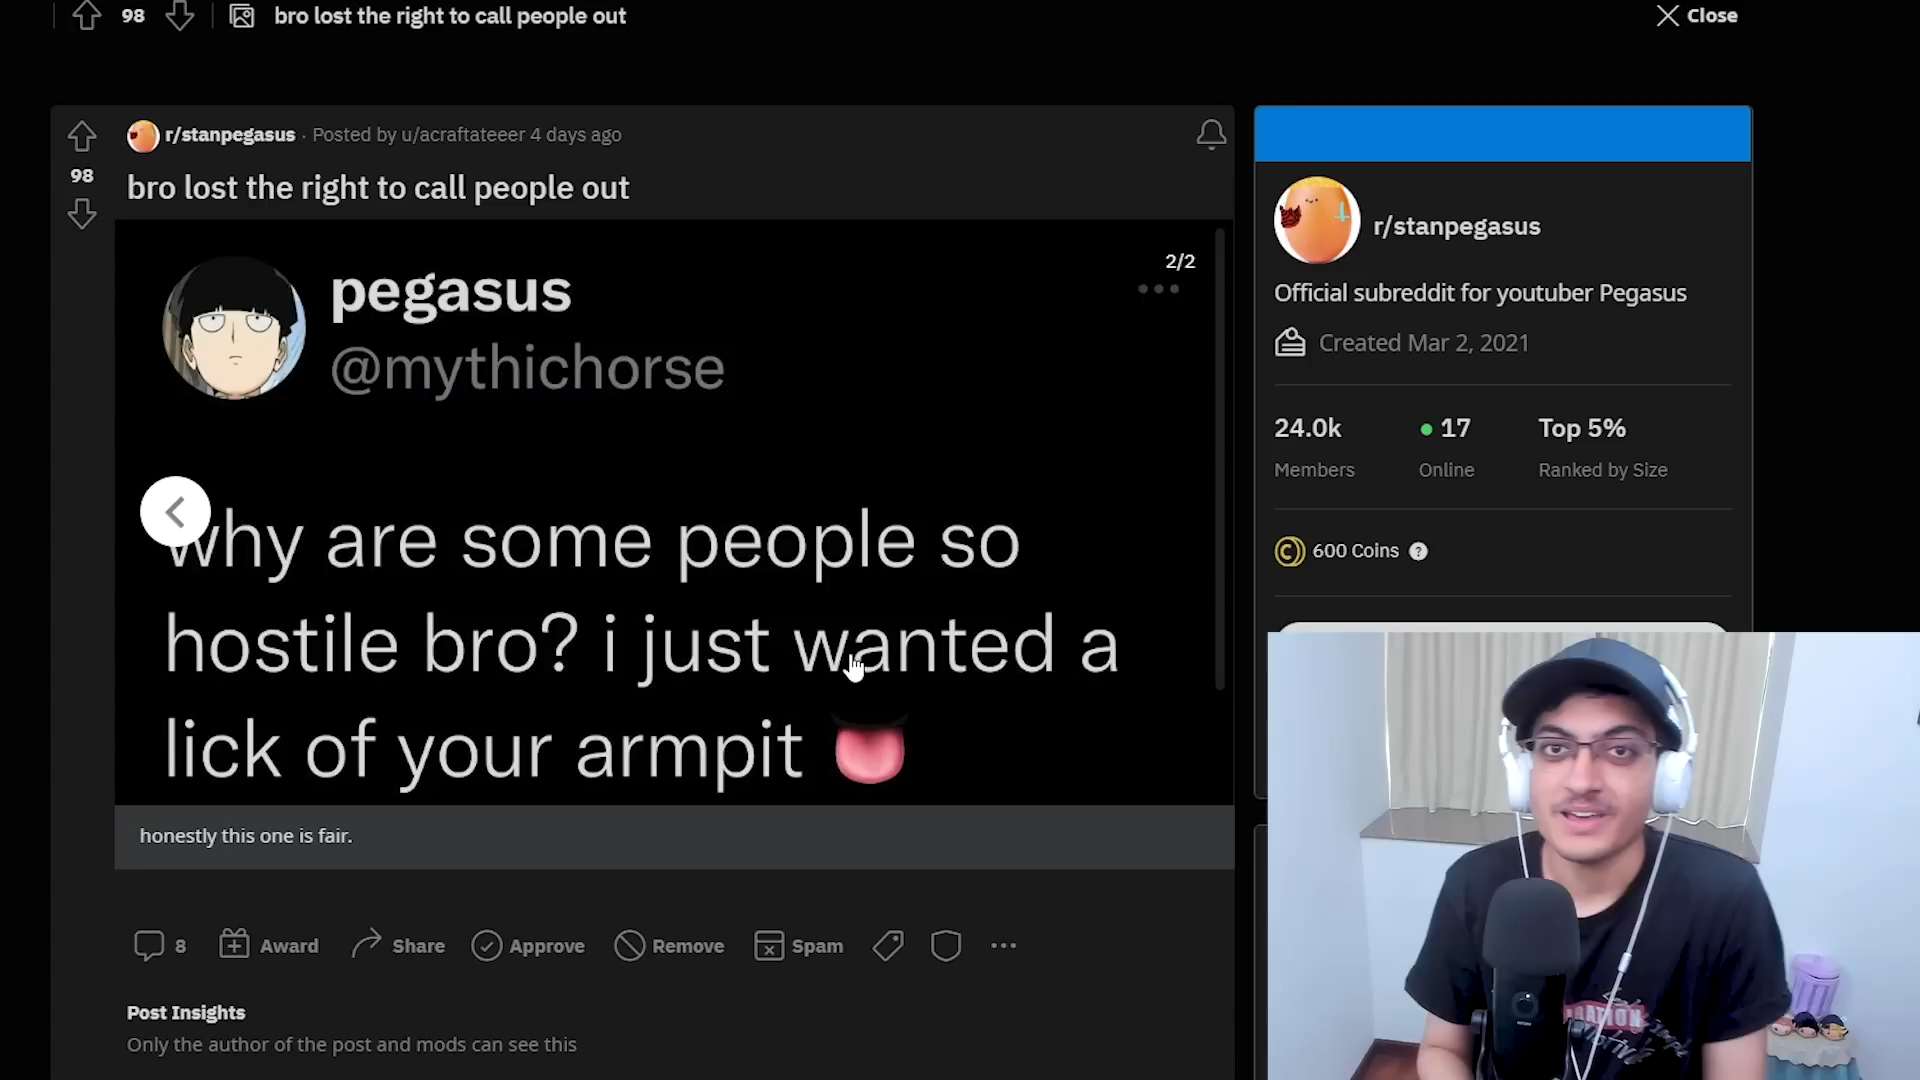 98
bro lost the right to call people out
Close
r/stanpegasus · Posted by u/acraftateeer 4 days ago
98
bro lost the right to call people out
2/2
pegasus
@mythichorse
why are some people so
hostile bro? i just wanted a
lick of your armpit 👅
honestly this one is fair.
8
Award
Share
Approve
Remove
Spam
Post Insights
Only the author of the post and mods can see this
r/stanpegasus
Official subreddit for youtuber Pegasus
Created Mar 2, 2021
24.0k
17
Top 5%
Members
Online
Ranked by Size
600 Coins